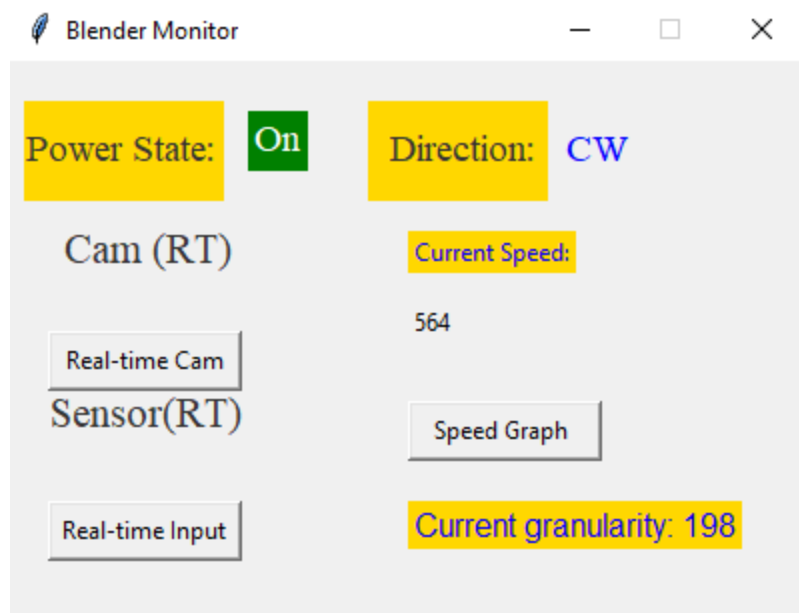 Blender Monitor
Power State: On Direction: CW
Cam (RT) Current Speed:
564
Real-time Cam
Sensor(RT)
Speed Graph
Real-time Input Current granularity: 198